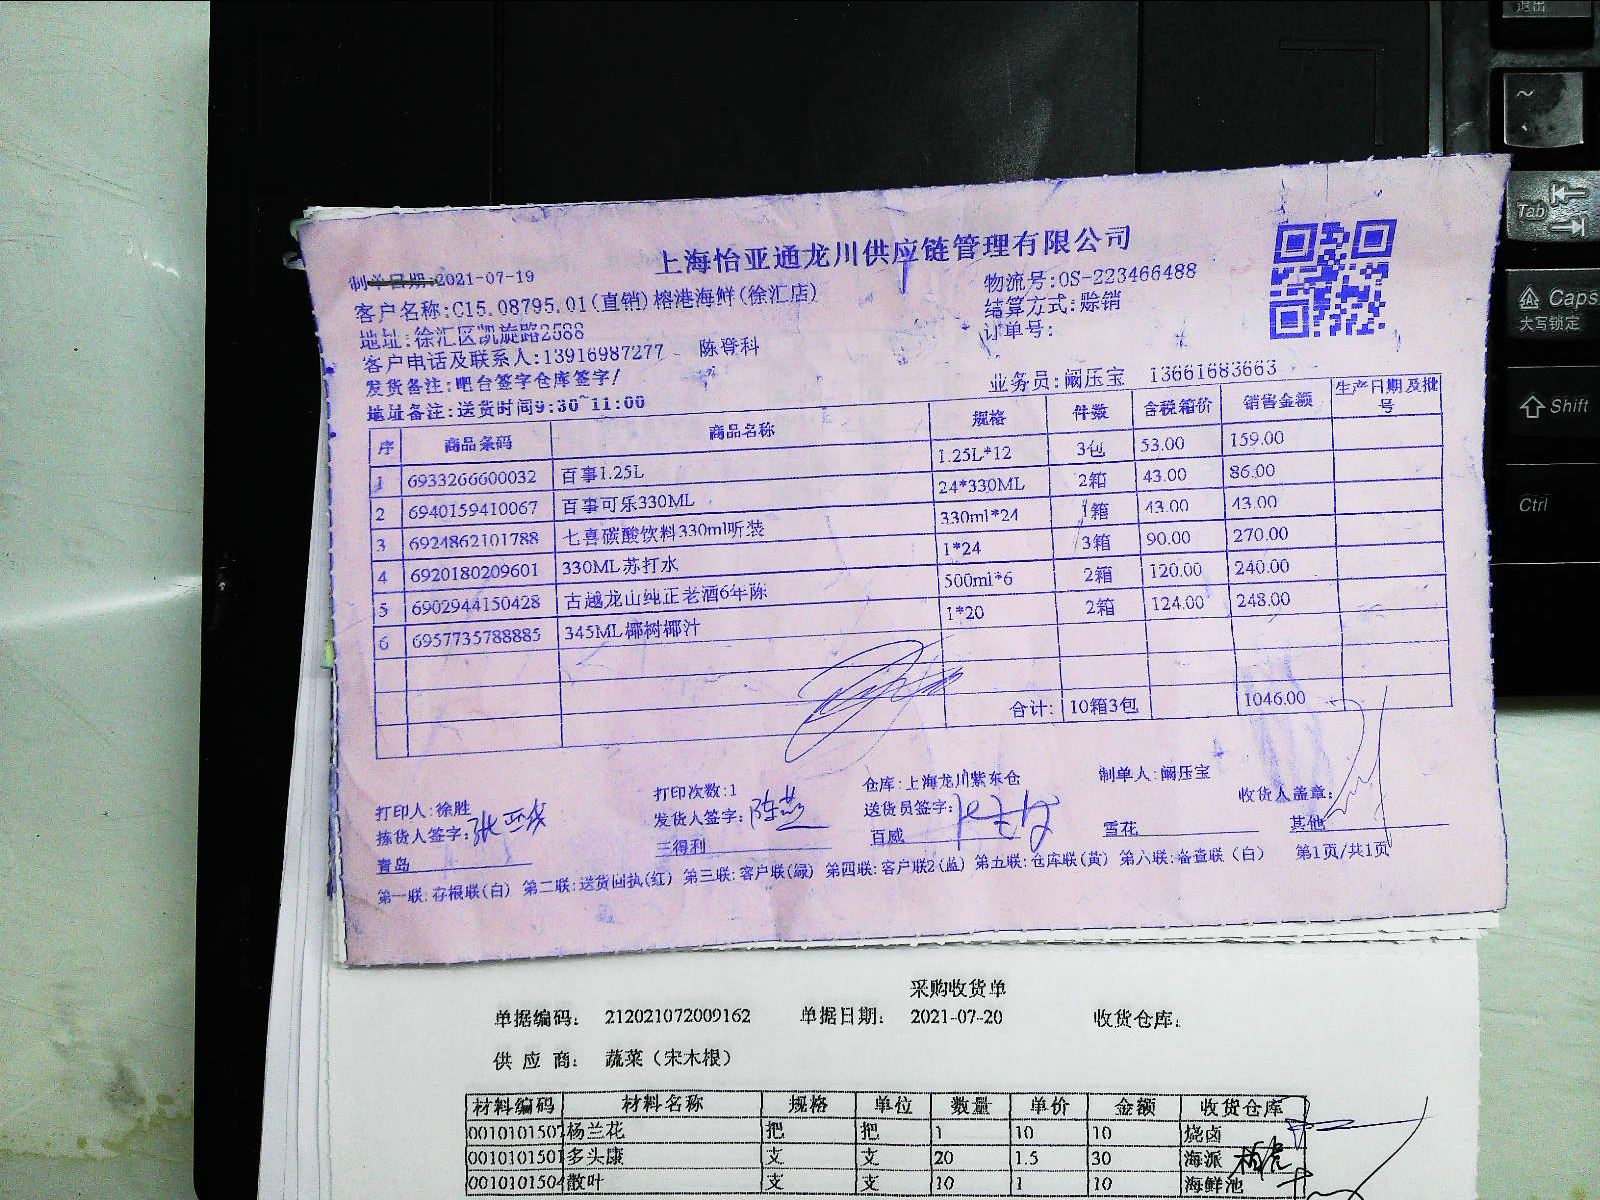 上海怡亚通龙川供应链管理有限公司
制单日期:2021-07-19
物流号:OS-223466488
客户名称:C15.08795.01(直销)榕港海鲜(徐汇店)
结算方式:赊销
地址:徐汇区凯旋路2588
订单号:
客户电话及联系人:13916987277 陈登科
发货备注:吧台签字仓库签字/
业务员:阚压宝 13661683663
地址备注:送货时间9:30~11:00
序 商品条码 商品名称 规格 件数 含税箱价 销售金额 生产日期及批号
1 6933266600032 百事1.25L 1.25L*12 3包 53.00 159.00
2 6940159410067 百事可乐330ML 24*330ML 2箱 43.00 86.00
3 6924862101788 七喜碳酸饮料330ml听装 330ml*24 1箱 43.00 43.00
4 6920180209601 330ML苏打水 1*24 3箱 90.00 270.00
5 6902944150428 古越龙山纯正老酒6年陈 500ml*6 2箱 120.00 240.00
6 6957735788885 345ML椰树椰汁 1*20 2箱 124.00 248.00
合计: 10箱3包 1046.00
打印人:徐胜 打印次数:1 仓库:上海龙川紫东仓 制单人:阚压宝
拣货人签字: 发货人签字:陈 送货员签字: 收货人盖章:
青岛 三得利 百威 雪花 其他
第一联:存根联(白) 第二联:送货回执(红) 第三联:客户联(绿) 第四联:客户联2(蓝) 第五联:仓库联(黄) 第六联:备查联(白) 第1页/共1页
采购收货单
单据编码: 212021072009162 单据日期: 2021-07-20 收货仓库:
供应商: 蔬菜(宋木根)
材料编码 材料名称 规格 单位 数量 单价 金额 收货仓库
0010101507 杨兰花 把 把 1 10 10 烧卤
0010101501 多头康 支 支 20 1.5 30 海派
0010101504 散叶 支 支 10 1 10 海鲜池
退出
~
Tab
Caps
大写锁定
Shift
Ctrl